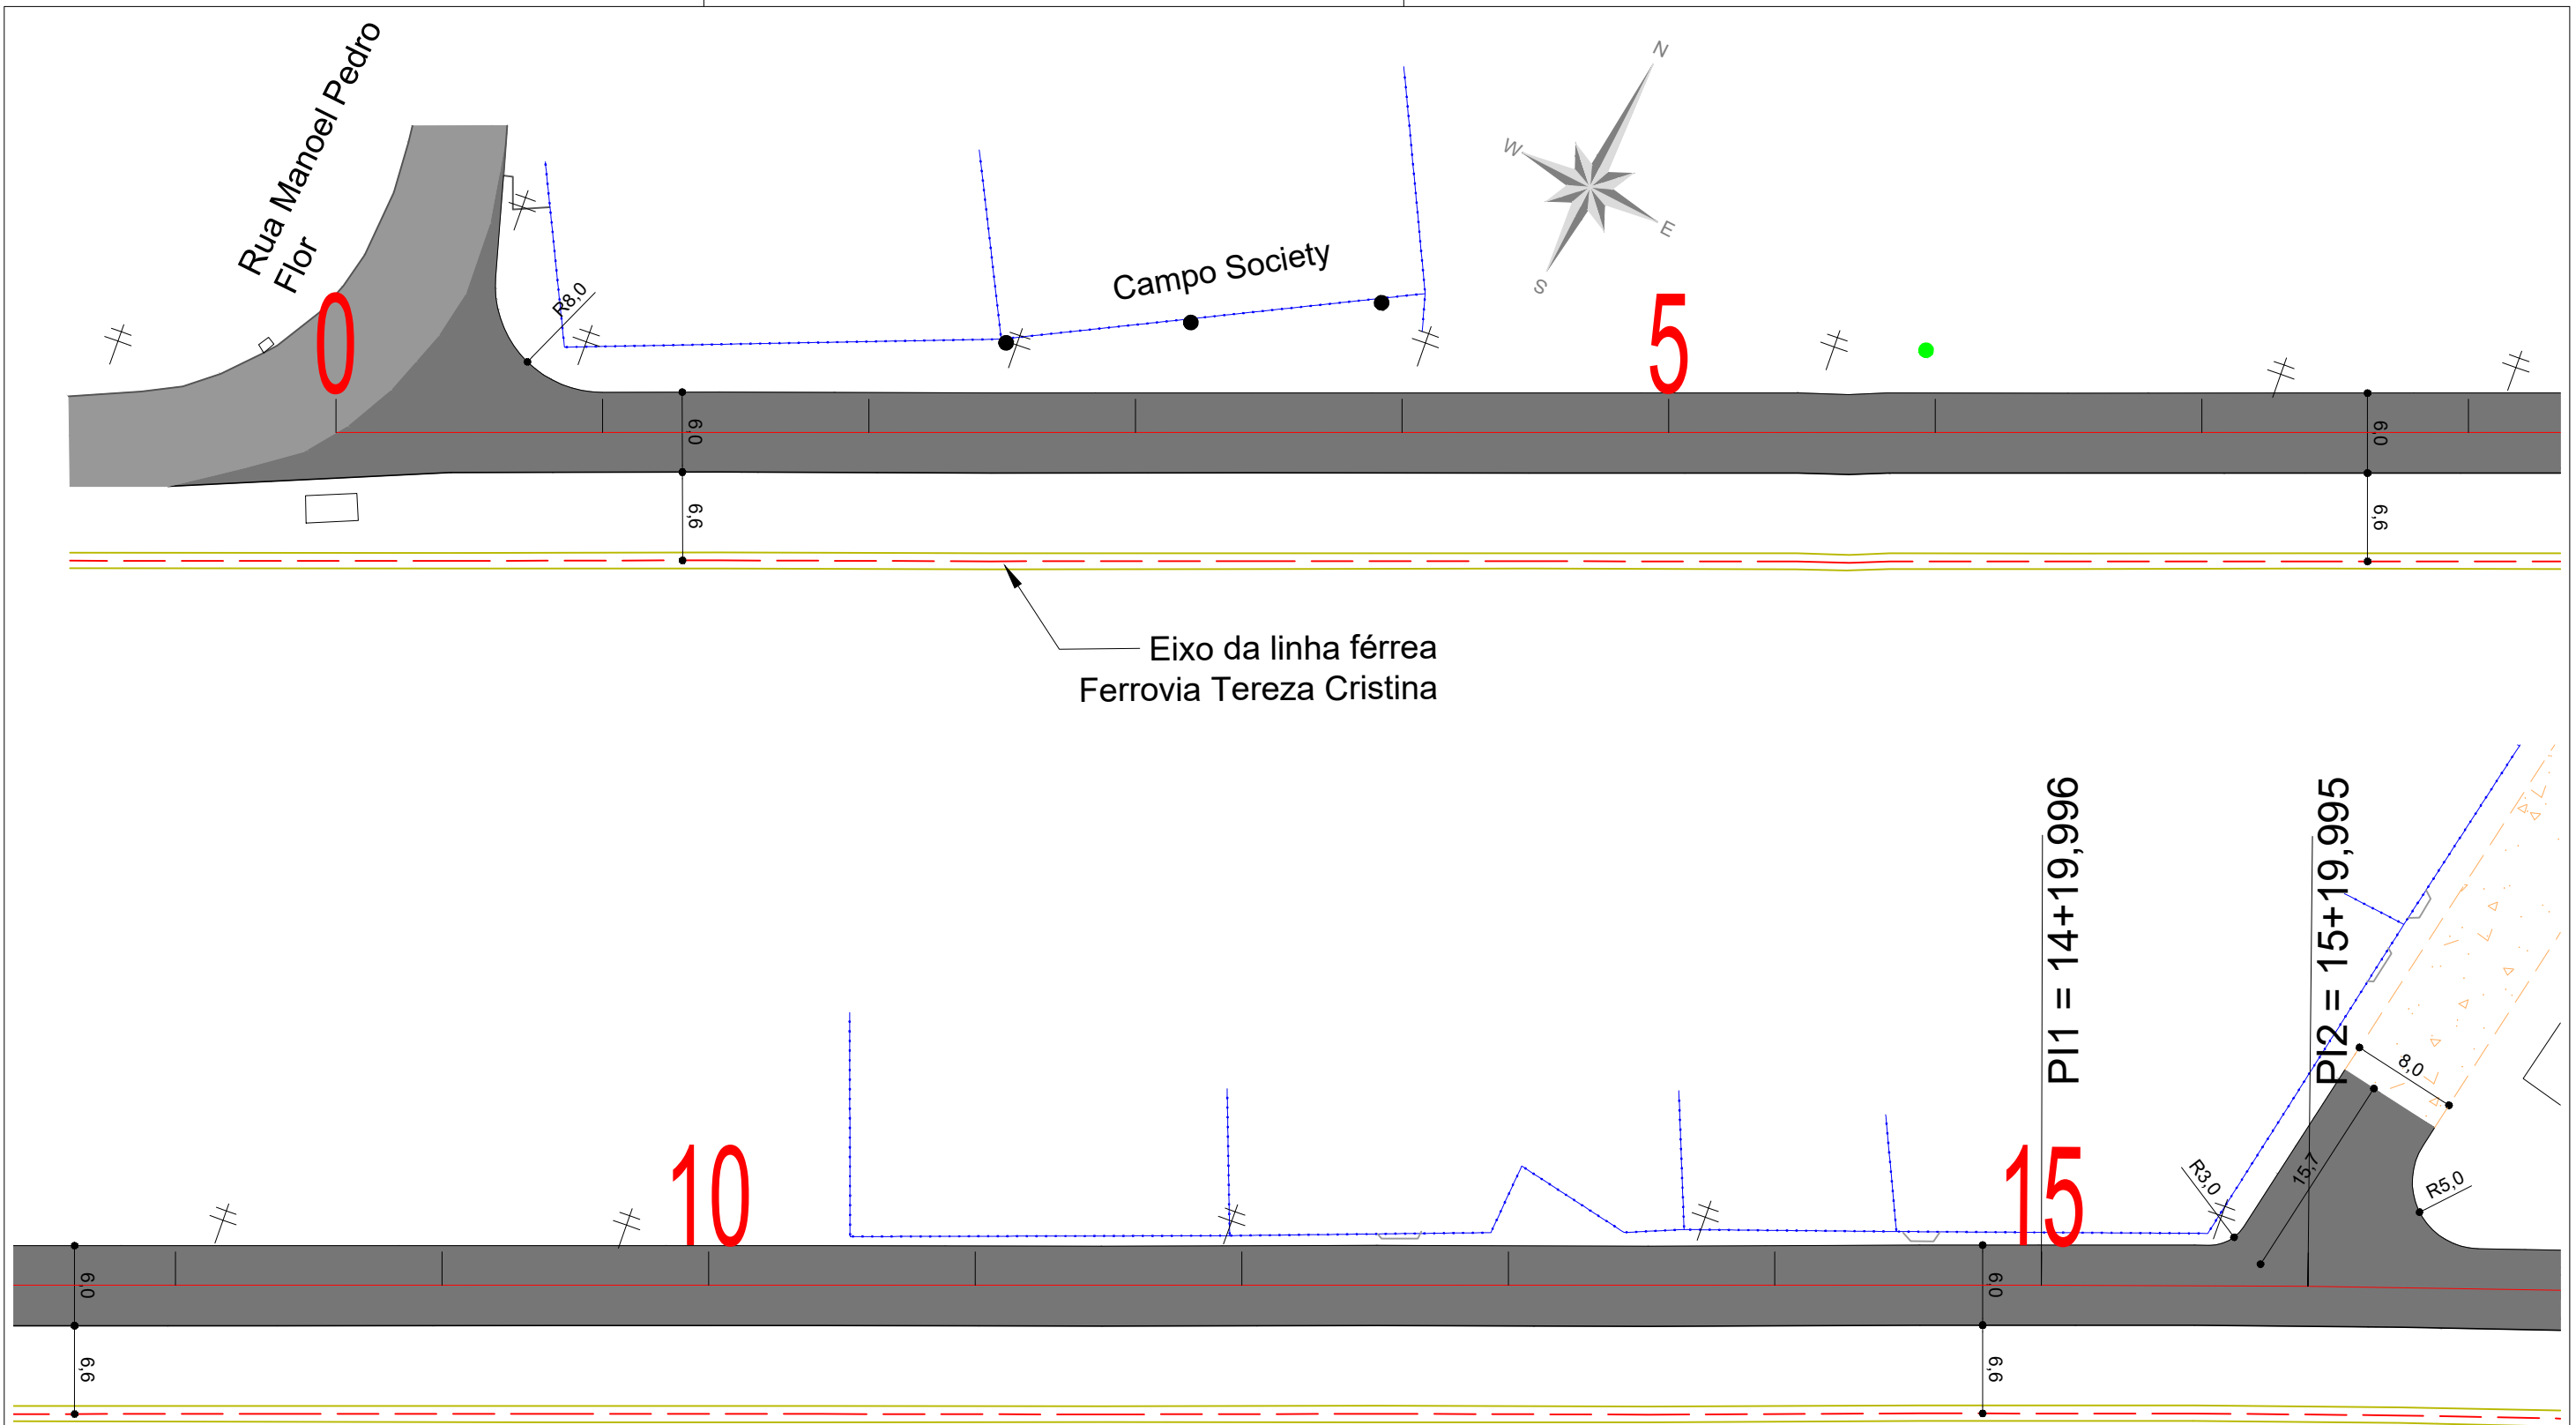 Rua Manoel Pedro
Flor
N
W
E
S
R8,0
Campo Society
0
5
6,0
6,0
6,6
6,6
Eixo da linha férrea
Ferrovia Tereza Cristina
PI1 = 14+19,996
PI2 = 15+19,995
8,0
15,7
R3,0
R5,0
10
15
6,0
6,0
6,6
6,6